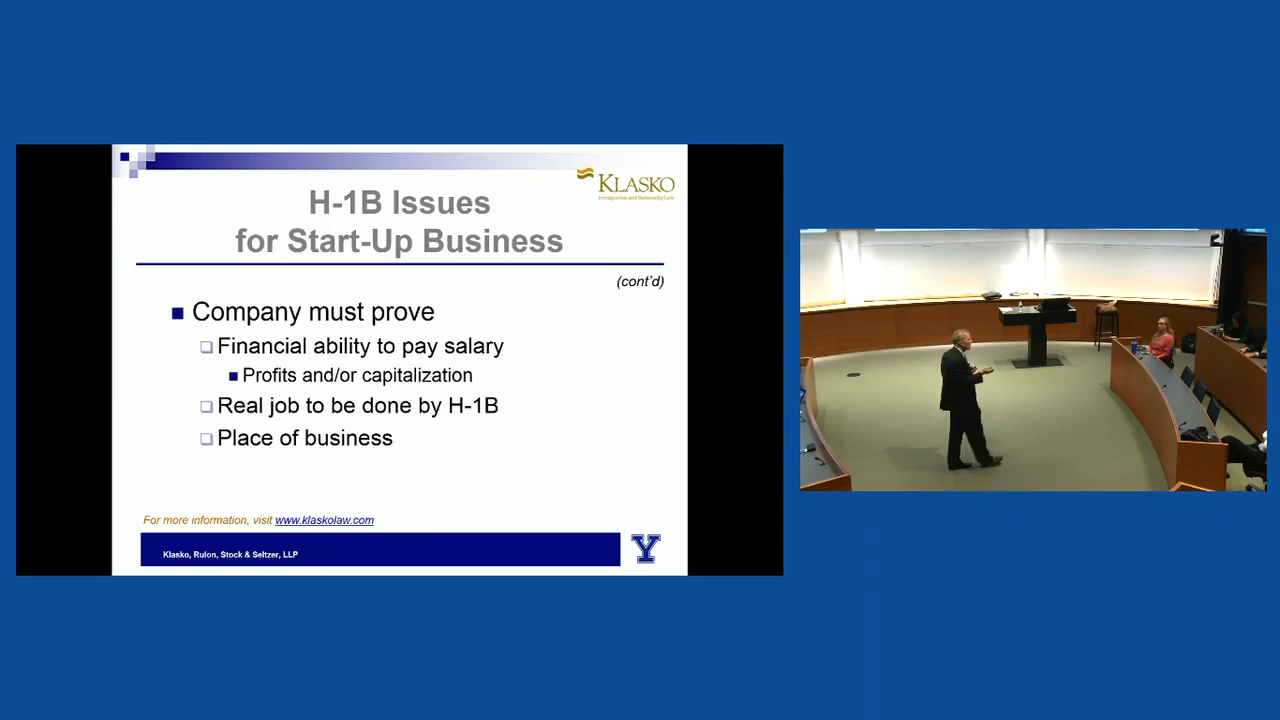 KLASKO
Immigration and Nationality Law
H-1B Issues
for Start-Up Business
(cont'd)
Company must prove
Financial ability to pay salary
Profits and/or capitalization
Real job to be done by H-1B
Place of business
For more information, visit www.klaskolaw.com
Klasko, Rulon, Stock & Seltzer, LLP
Y